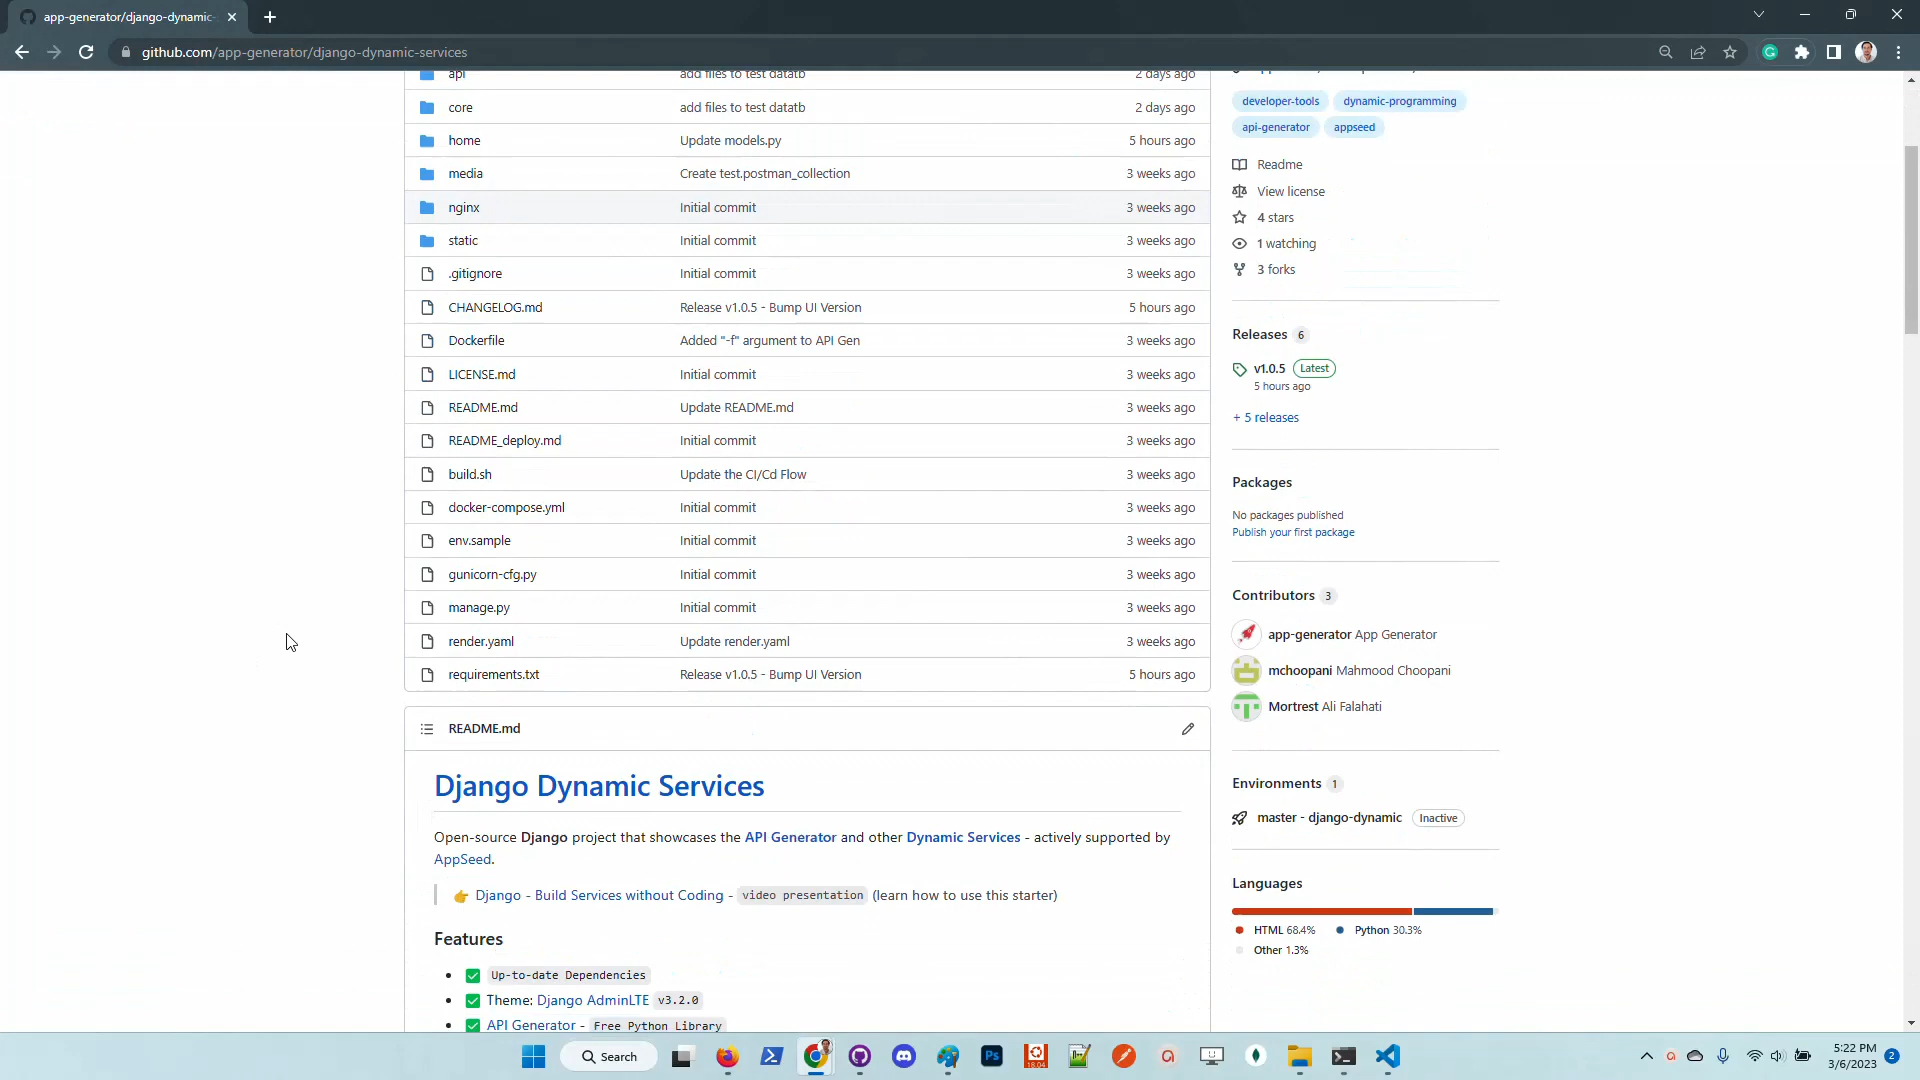 app-generator/django-dynamic-
github.com/app-generator/django-dynamic-services
api add files to test datatb 2 days ago
core add files to test datatb 2 days ago
home Update models.py 5 hours ago
media Create test.postman_collection 3 weeks ago
nginx Initial commit 3 weeks ago
static Initial commit 3 weeks ago
.gitignore Initial commit 3 weeks ago
CHANGELOG.md Release v1.0.5 - Bump UI Version 5 hours ago
Dockerfile Added "-f" argument to API Gen 3 weeks ago
LICENSE.md Initial commit 3 weeks ago
README.md Update README.md 3 weeks ago
README_deploy.md Initial commit 3 weeks ago
build.sh Update the CI/Cd Flow 3 weeks ago
docker-compose.yml Initial commit 3 weeks ago
env.sample Initial commit 3 weeks ago
gunicorn-cfg.py Initial commit 3 weeks ago
manage.py Initial commit 3 weeks ago
render.yaml Update render.yaml 3 weeks ago
requirements.txt Release v1.0.5 - Bump UI Version 5 hours ago
README.md
Django Dynamic Services
Open-source Django project that showcases the API Generator and other Dynamic Services - actively supported by
AppSeed.
Django - Build Services without Coding - video presentation (learn how to use this starter)
Features
Up-to-date Dependencies
Theme: Django AdminLTE v3.2.0
API Generator - Free Python Library
developer-tools dynamic-programming
api-generator appseed
Readme
View license
4 stars
1 watching
3 forks
Releases 6
v1.0.5 Latest
5 hours ago
+ 5 releases
Packages
No packages published
Publish your first package
Contributors 3
app-generator App Generator
mchoopani Mahmood Choopani
Mortrest Ali Falahati
Environments 1
master - django-dynamic Inactive
Languages
HTML 68.4% Python 30.3%
Other 1.3%
Search
Ps
18.04
5:22 PM
3/6/2023
2